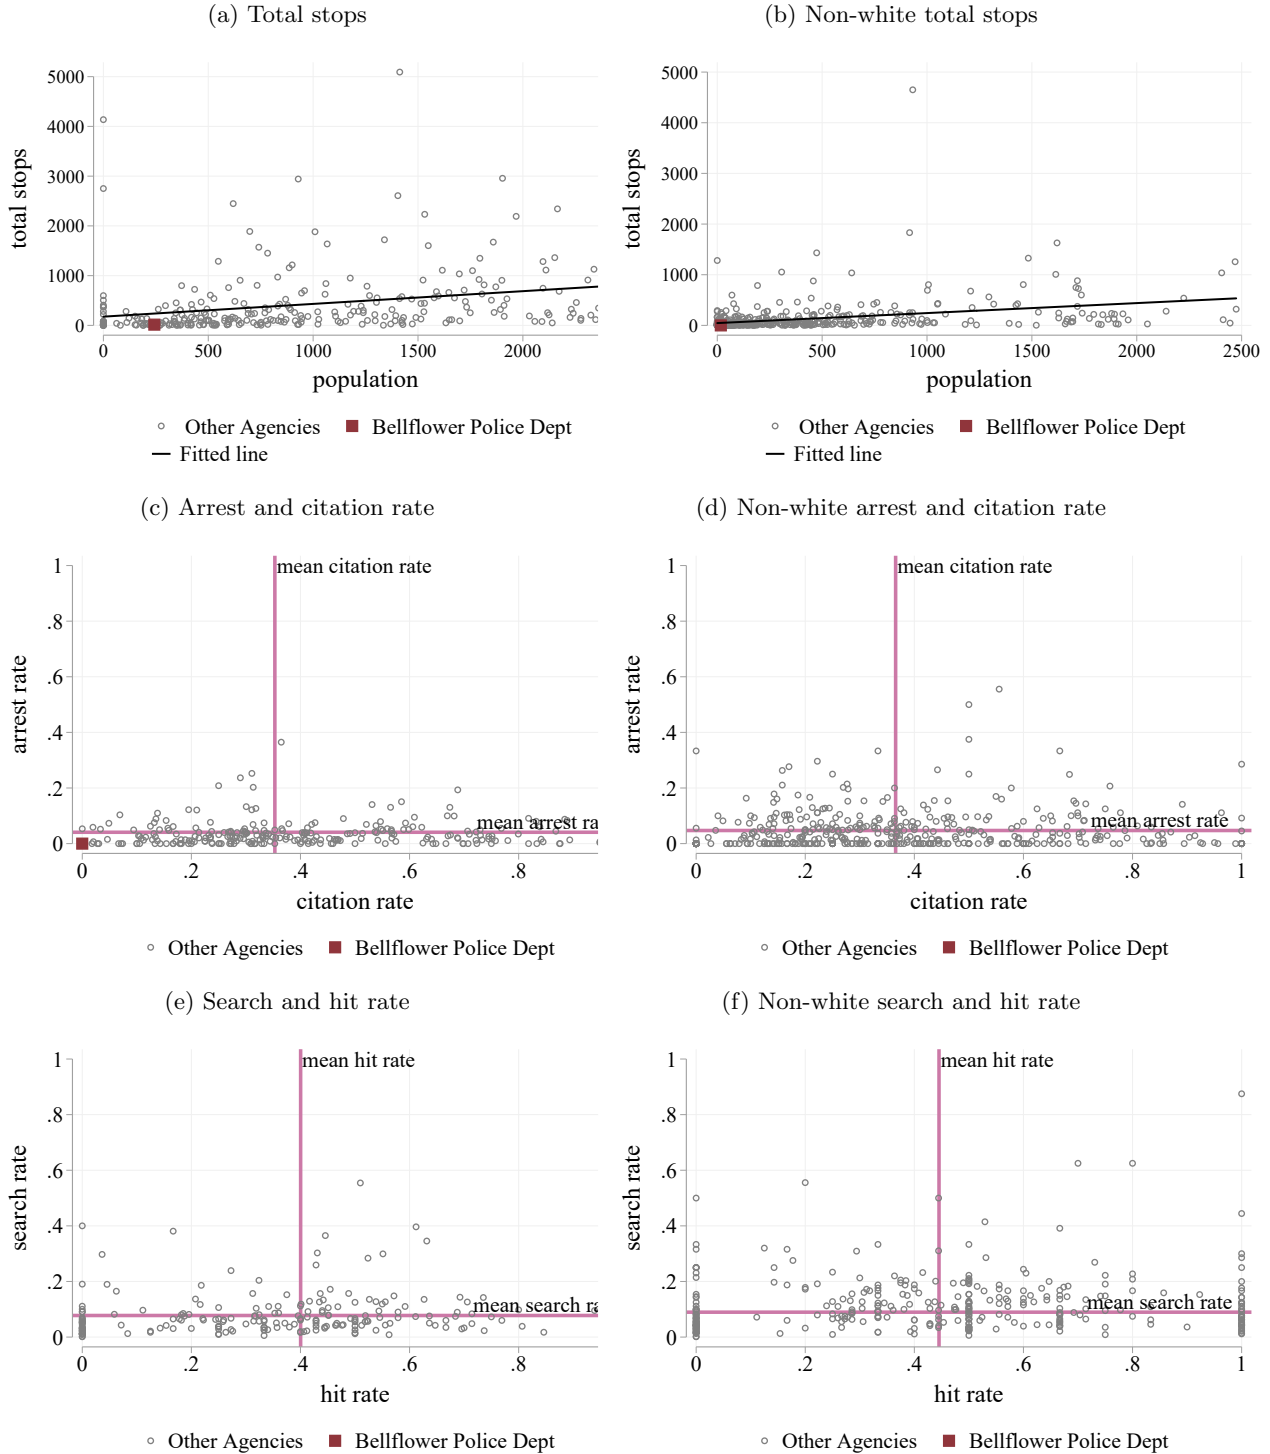 (a) Total stops
(b) Non-white total stops
total stops
5000
4000
3000
2000
1000
0
0
500
1000
1500
2000
population
Other Agencies
Bellflower Police Dept
Fitted line
total stops
5000
4000
3000
2000
1000
0
0
500
1000
1500
2000
2500
population
Other Agencies
Bellflower Police Dept
Fitted line
(c) Arrest and citation rate
(d) Non-white arrest and citation rate
arrest rate
1
.8
.6
.4
.2
0
mean citation rate
mean arrest ra
0
.2
.4
.6
.8
citation rate
Other Agencies
Bellflower Police Dept
arrest rate
1
.8
.6
.4
.2
0
mean citation rate
mean arrest rate
0
.2
.4
.6
.8
1
citation rate
Other Agencies
Bellflower Police Dept
(e) Search and hit rate
(f) Non-white search and hit rate
search rate
1
.8
.6
.4
.2
0
mean hit rate
mean search ra
0
.2
.4
.6
.8
hit rate
Other Agencies
Bellflower Police Dept
search rate
1
.8
.6
.4
.2
0
mean hit rate
mean search rate
0
.2
.4
.6
.8
1
hit rate
Other Agencies
Bellflower Police Dept